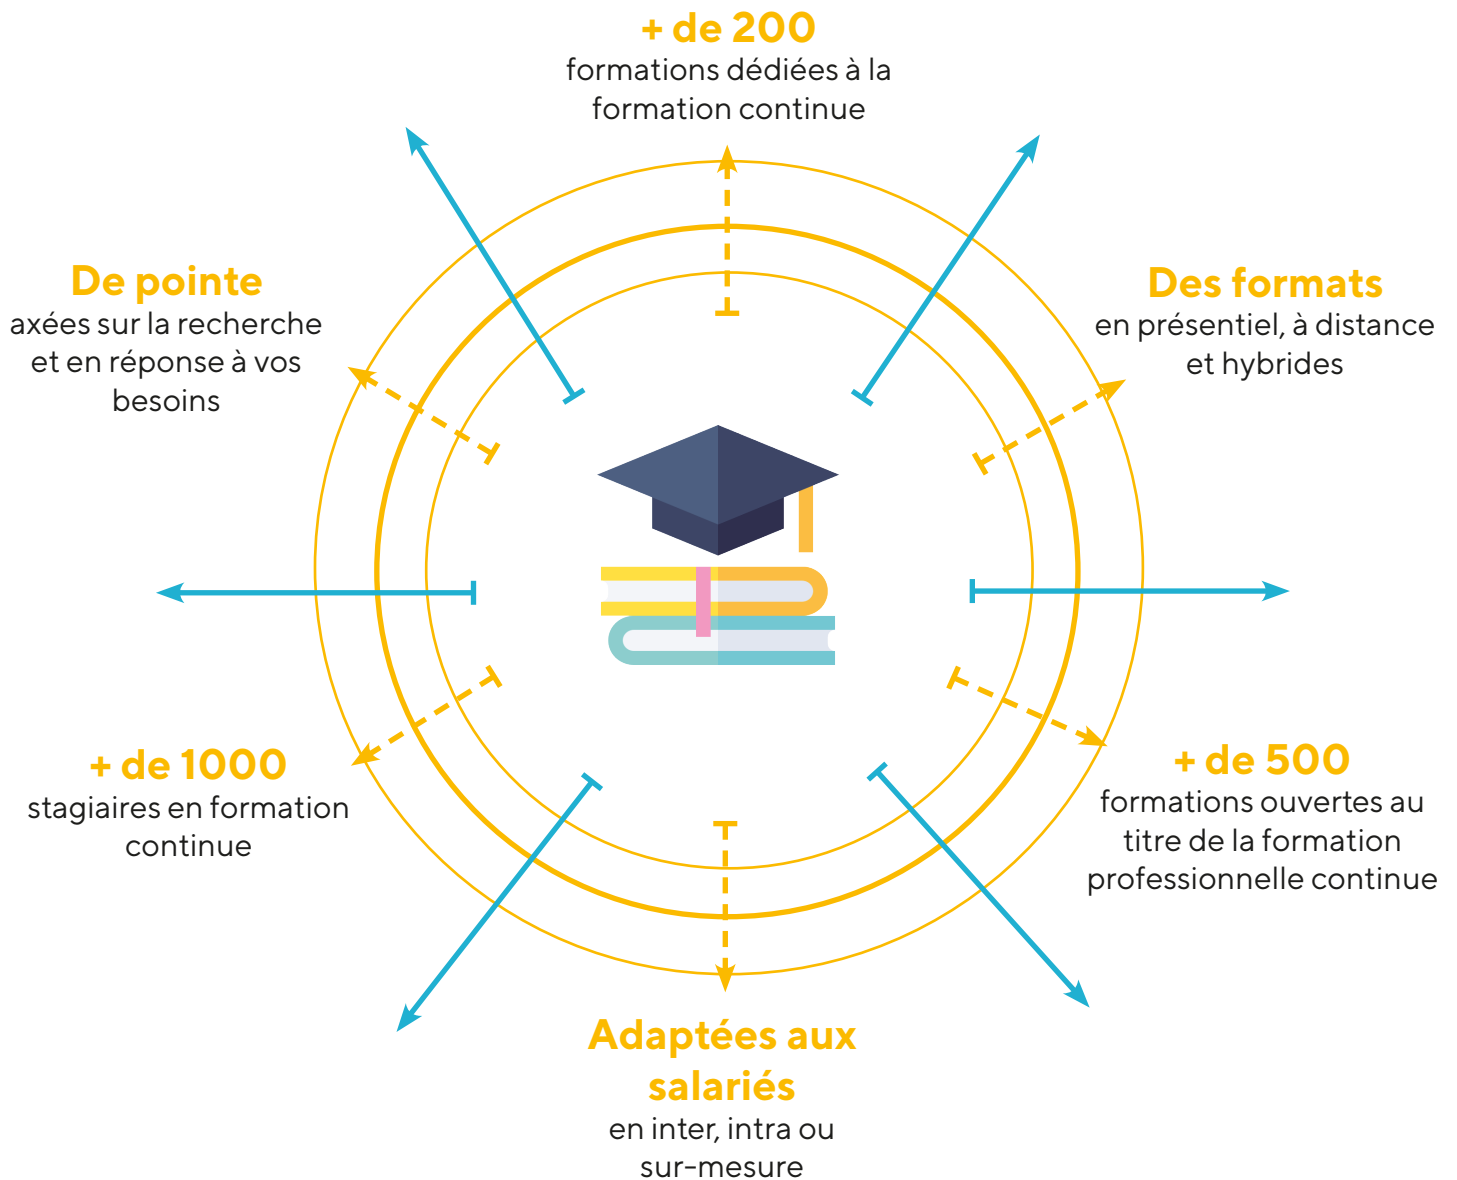 + de 200
formations dédiées à la
formation continue
De pointe
axées sur la recherche
et en réponse à vos
besoins
Des formats
en présentiel, à distance
et hybrides
+ de 1000
stagiaires en formation
continue
+ de 500
formations ouvertes au
titre de la formation
professionnelle continue
Adaptées aux
salariés
en inter, intra ou
sur-mesure